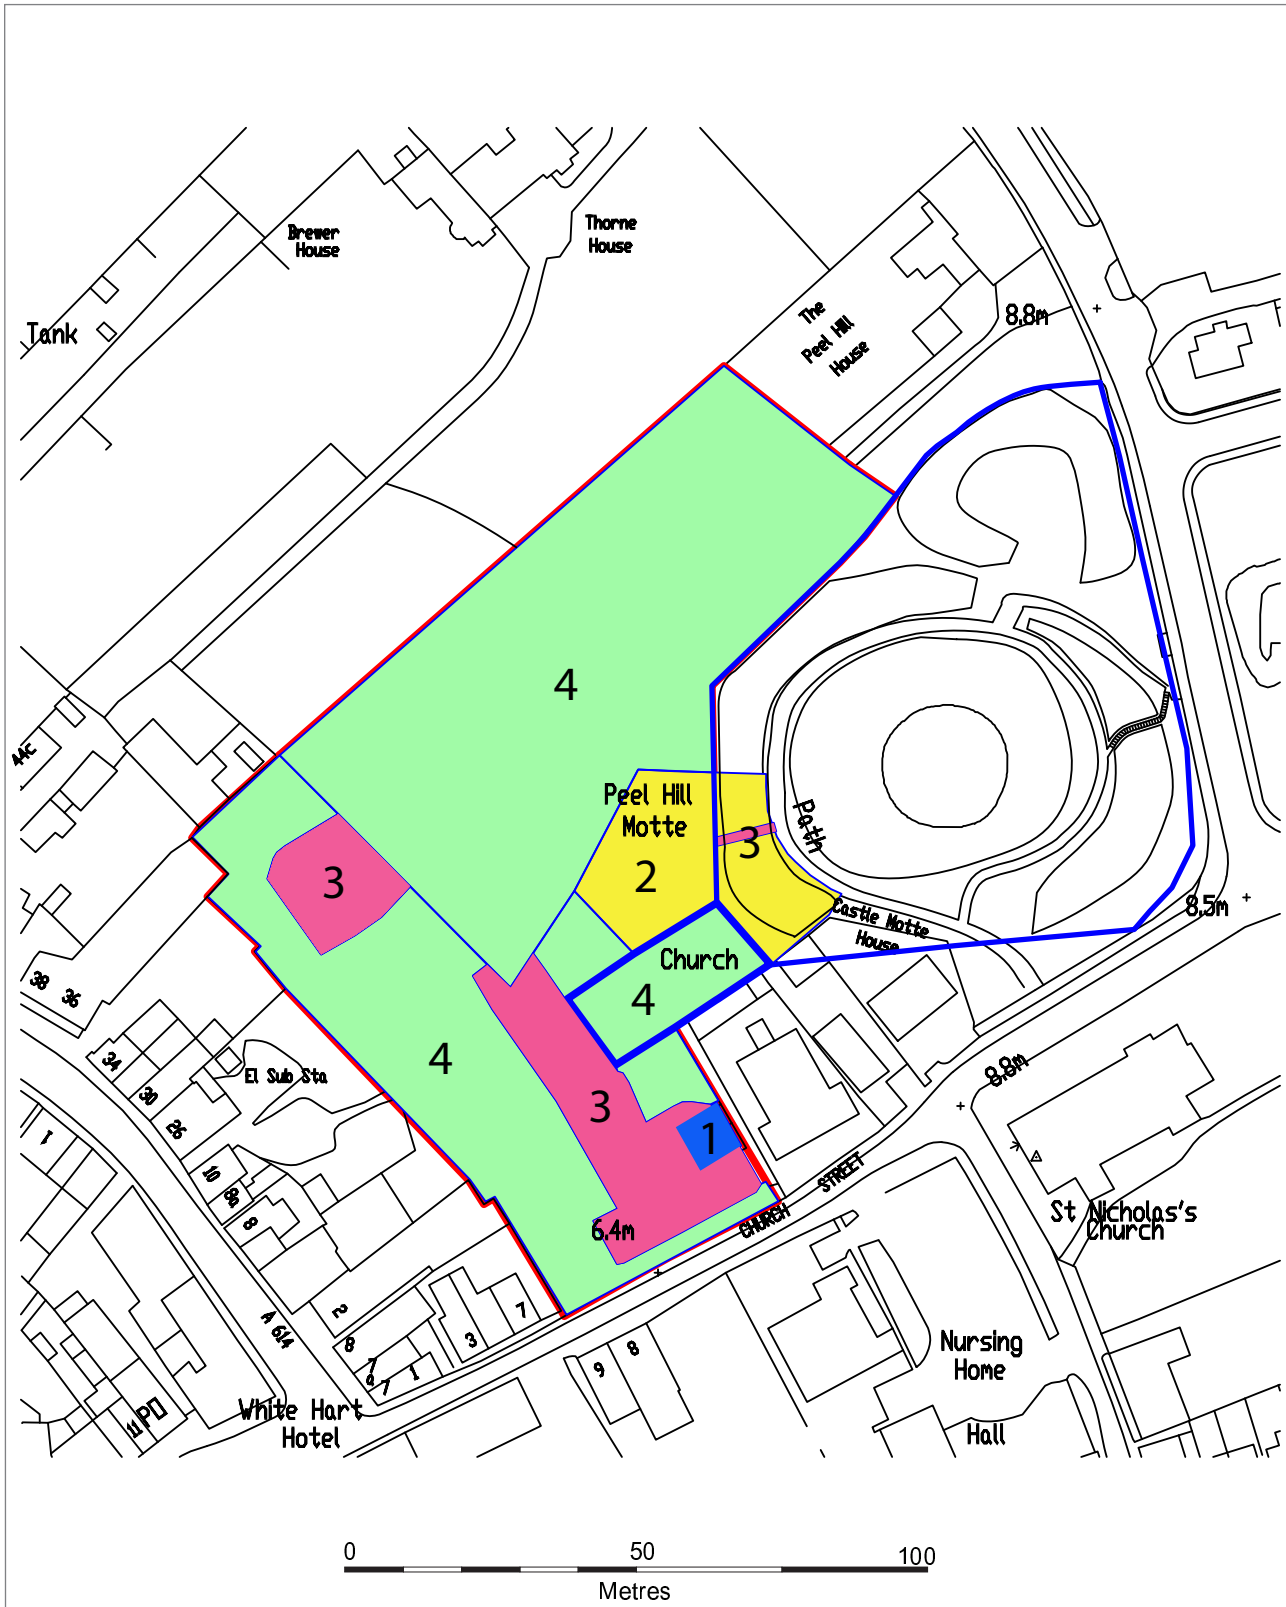 Thorne
House
Brewer
House
The
Peel Hill
House
8.8m
Tank
4
44c
Peel Hill
Motte
Path
3
2
3
Castle Motte
House
8.5m
Church
4
38
36
34
30
26
El Sub Sta
4
3
1
8.8m
1
10
8a
8
STREET
CHURCH
6.4m
St Nicholas's
Church
A 614
2
8
7
a
7
1
3
7
9
8
Nursing
Home
White Hart
Hotel
11
PO
Hall
0 50 100
Metres